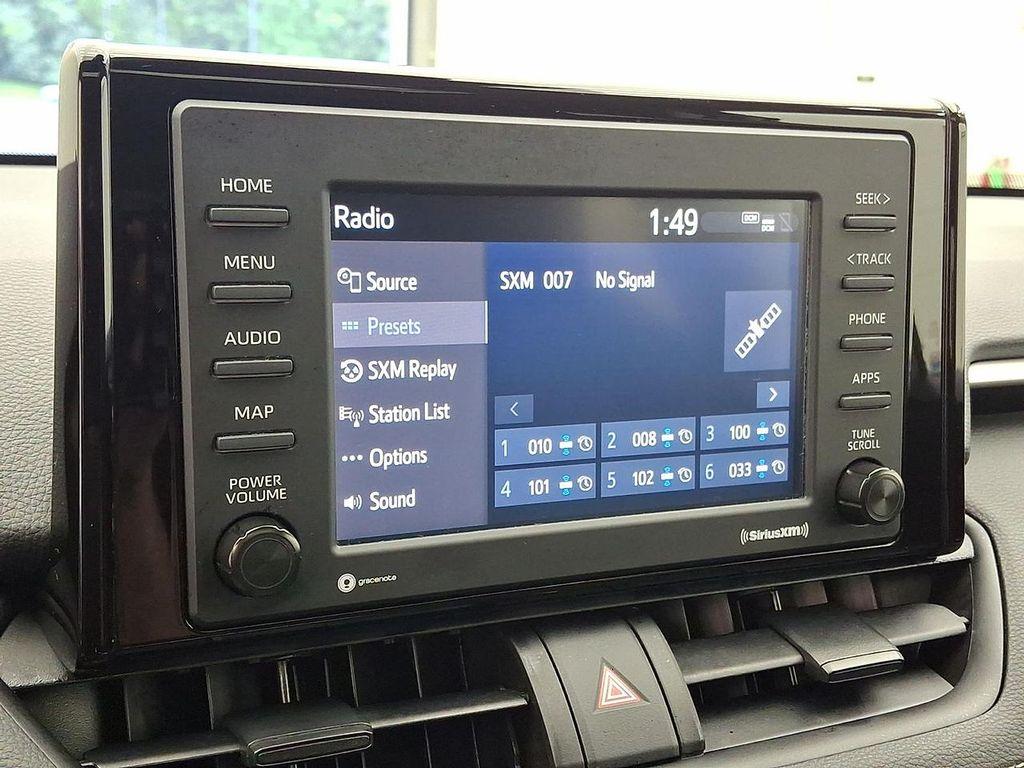 HOME
MENU
AUDIO
MAP
POWER
VOLUME
Radio
1:49
DCM
DCM
Source
Presets
SXM Replay
Station List
Options
Sound
SXM 007 No Signal
<
>
1 010
2 008
3 100
4 101
5 102
6 033
SEEK>
<TRACK
PHONE
APPS
TUNE
SCROLL
gracenote
SiriusXM